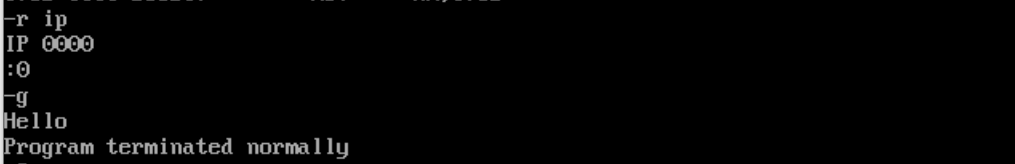 -r ip
IP 0000
:0
-g
Hello
Program terminated normally